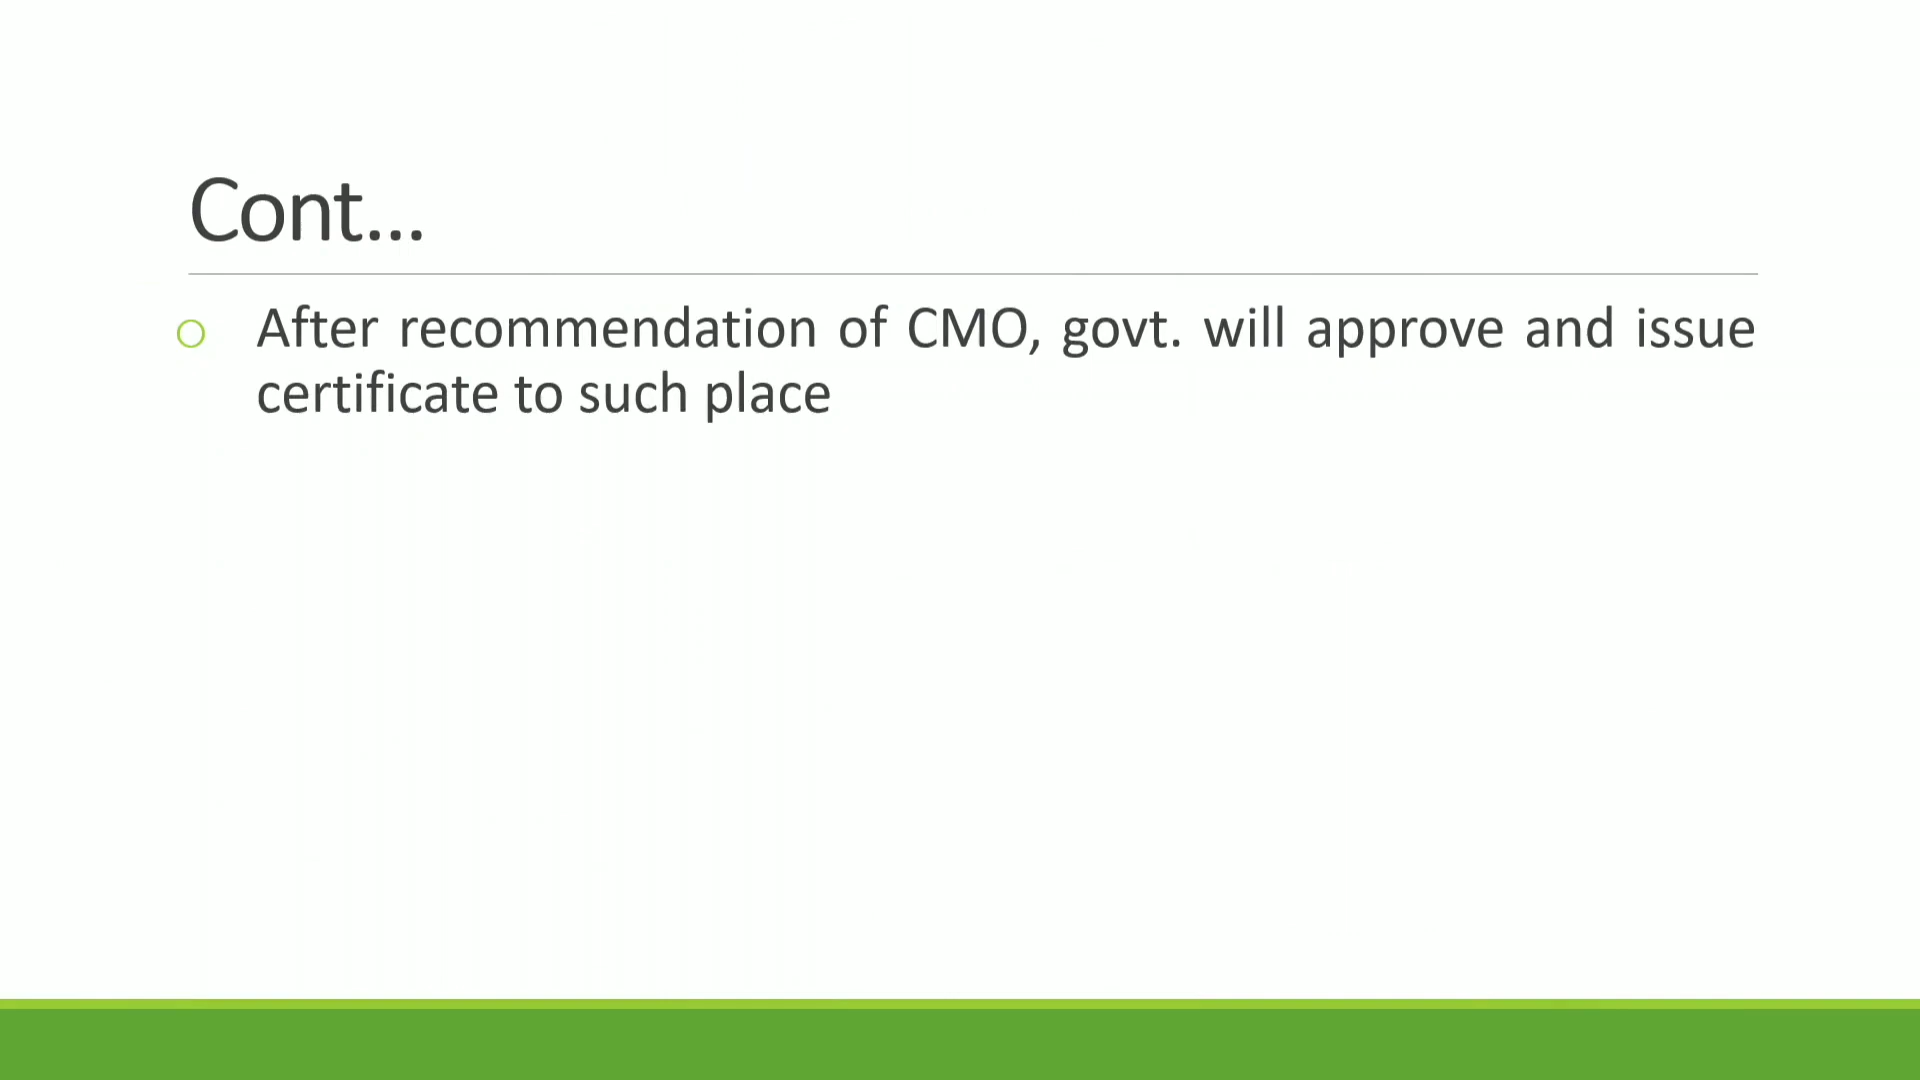 Cont...
After recommendation of CMO, govt. will approve and issue
certificate to such place